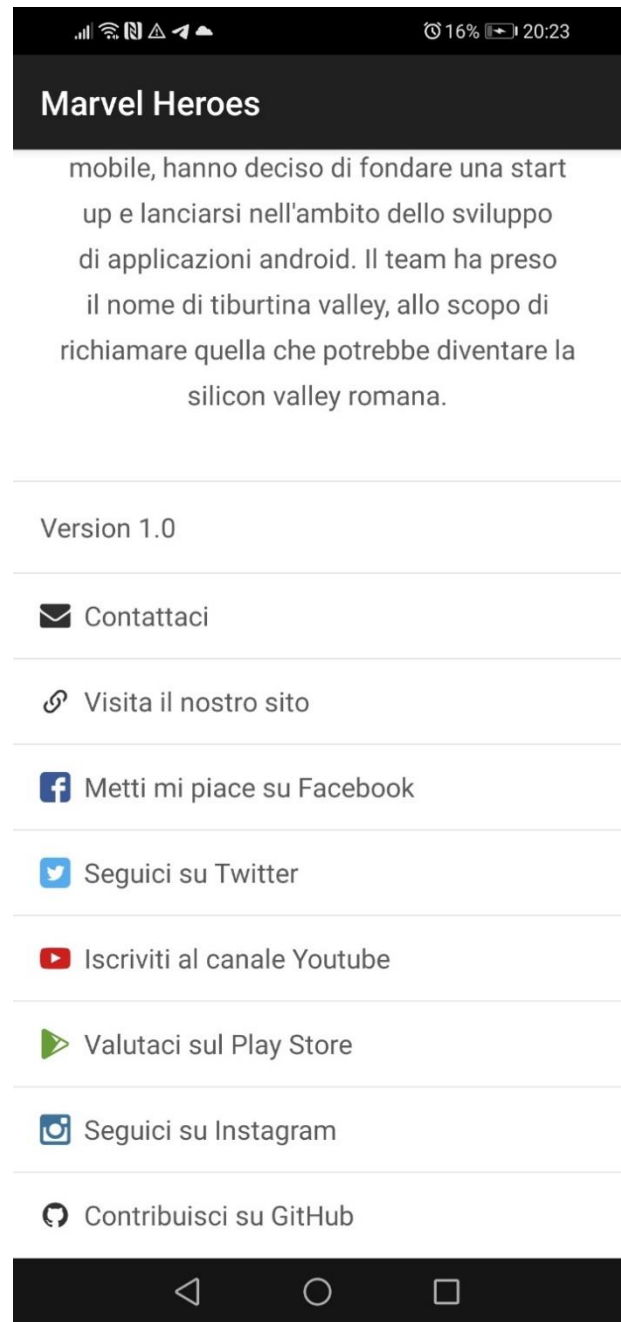 16% 20:23
Marvel Heroes
mobile, hanno deciso di fondare una start
up e lanciarsi nell'ambito dello sviluppo
di applicazioni android. Il team ha preso
il nome di tiburtina valley, allo scopo di
richiamare quella che potrebbe diventare la
silicon valley romana.
Version 1.0
Contattaci
Visita il nostro sito
Metti mi piace su Facebook
Seguici su Twitter
Iscriviti al canale Youtube
Valutaci sul Play Store
Seguici su Instagram
Contribuisci su GitHub